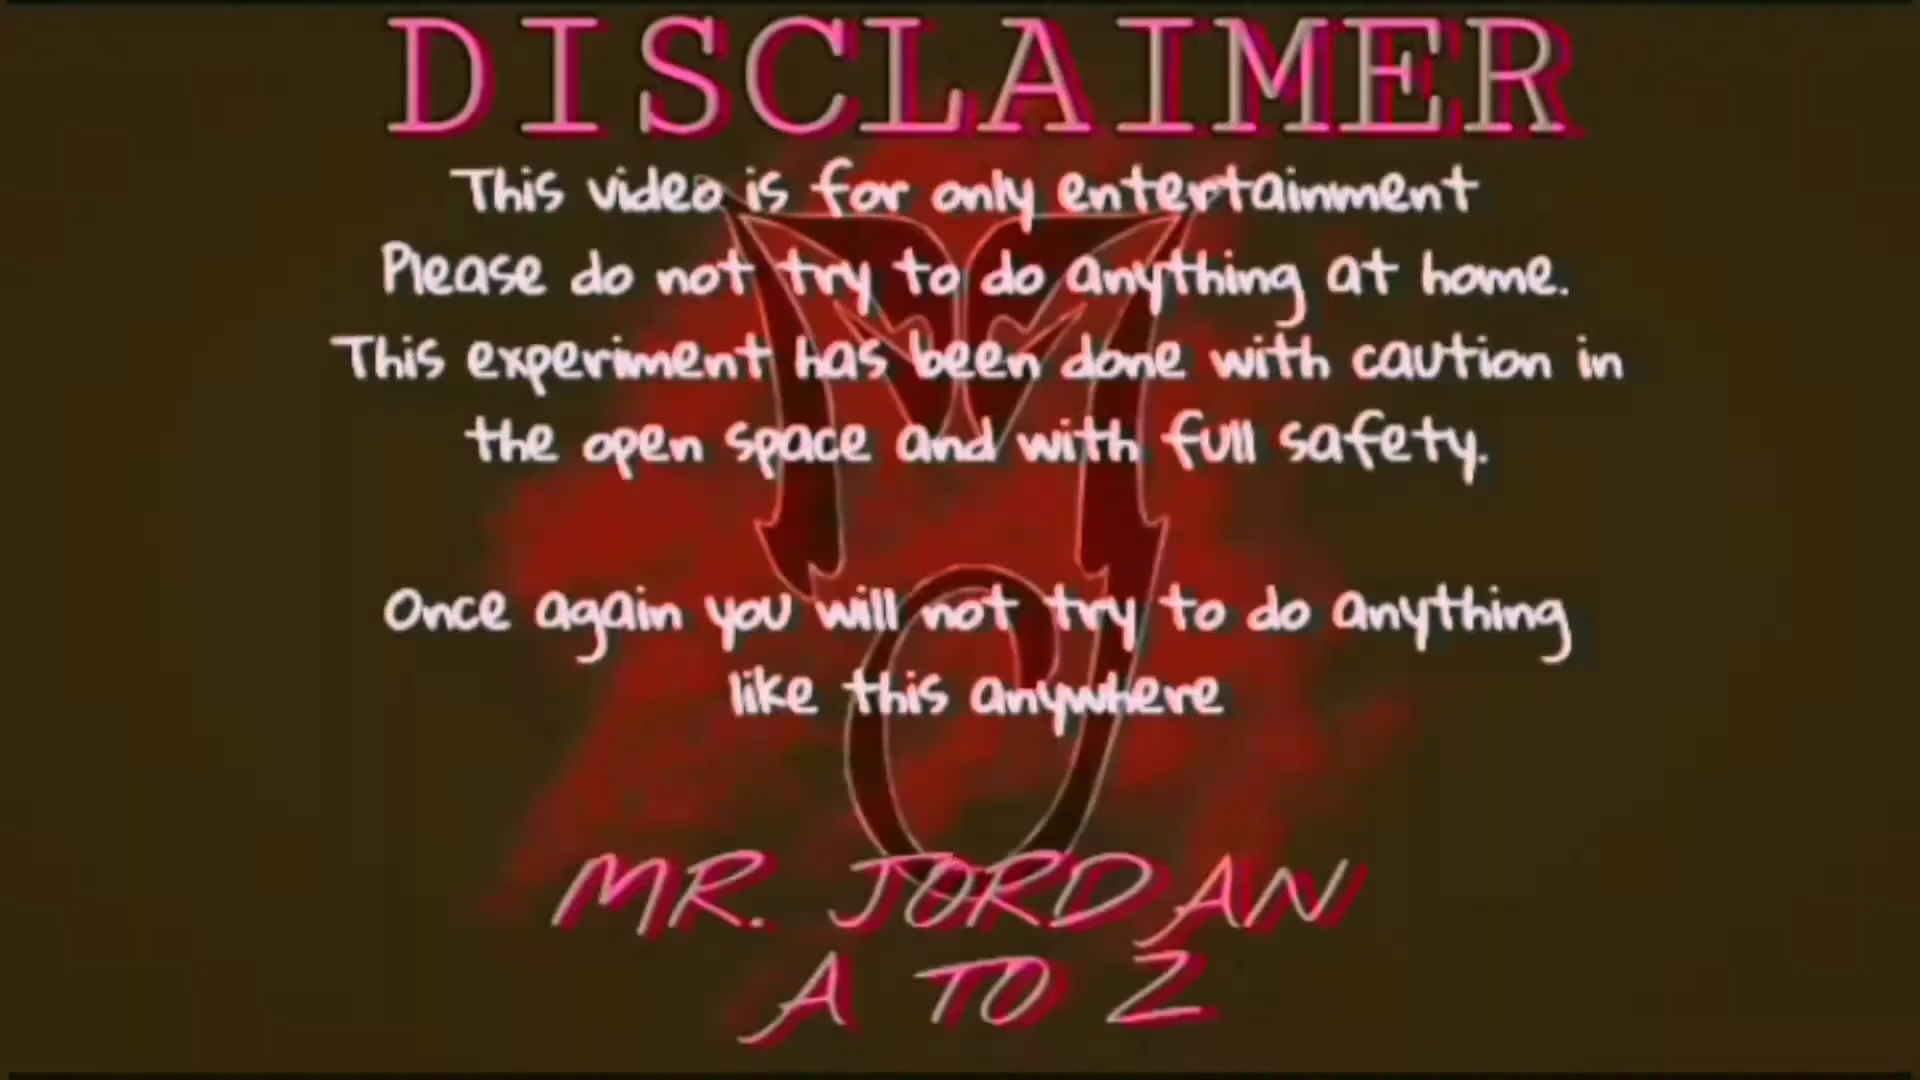 DISCLAIMER
This video is for only entertainment
Please do not try to do anything at home.
This experiment has been done with caution in
the open space and with full safety.
Once again you will not try to do anything
like this anywhere
MR. JORDAN
A TO Z